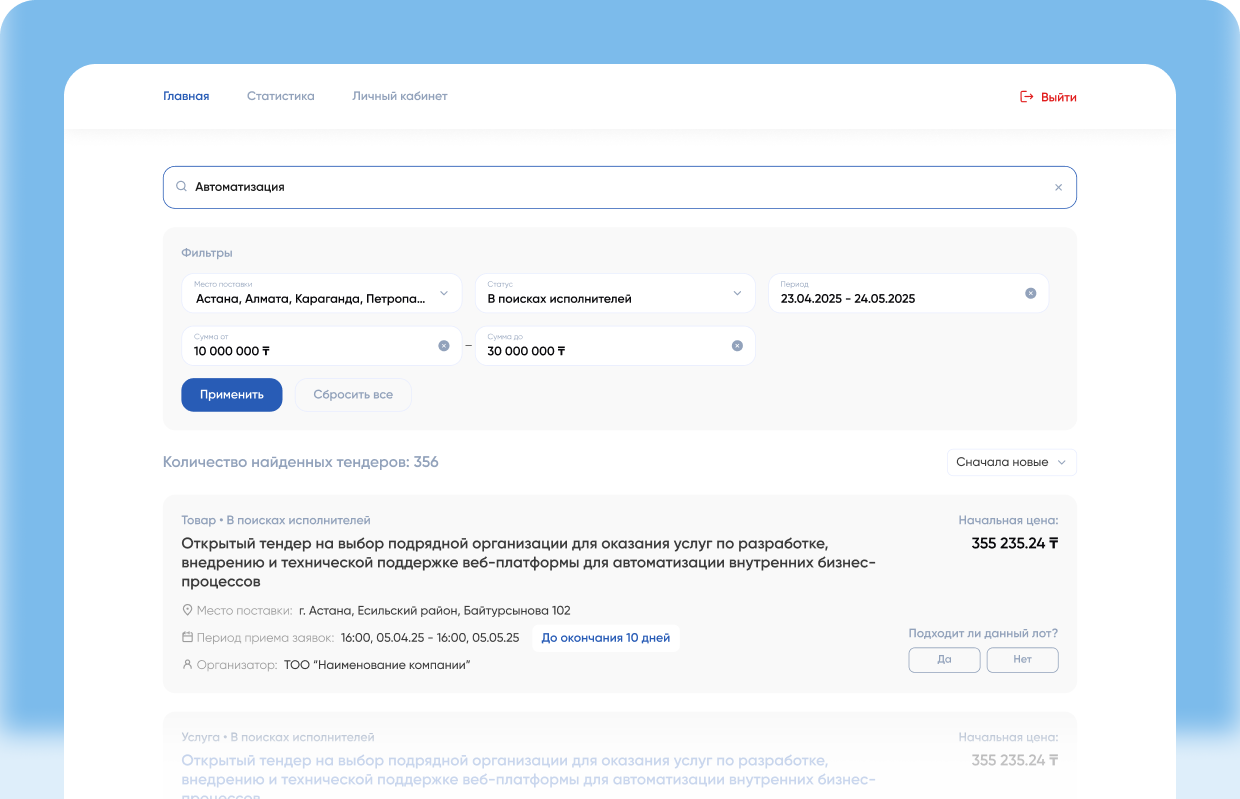 Главная Статистика Личный кабинет Выйти
Автоматизация
Фильтры
Место поставки Статус Период
Астана, Алмата, Караганда, Петропа... В поисках исполнителей 23.04.2025 - 24.05.2025
Сумма от Сумма до
10 000 000 ₸ – 30 000 000 ₸
Применить Сбросить все
Количество найденных тендеров: 356 Сначала новые
Товар • В поисках исполнителей Начальная цена:
Открытый тендер на выбор подрядной организации для оказания услуг по разработке, 355 235.24 ₸
внедрению и технической поддержке веб-платформы для автоматизации внутренних бизнес-
процессов
Место поставки: г. Астана, Есильский район, Байтурсынова 102
Период приема заявок: 16:00, 05.04.25 - 16:00, 05.05.25 До окончания 10 дней Подходит ли данный лот?
Организатор: ТОО “Наименование компании” Да Нет
Услуга • В поисках исполнителей Начальная цена:
Открытый тендер на выбор подрядной организации для оказания услуг по разработке, 355 235.24 ₸
внедрению и технической поддержке веб-платформы для автоматизации внутренних бизнес-
процессов